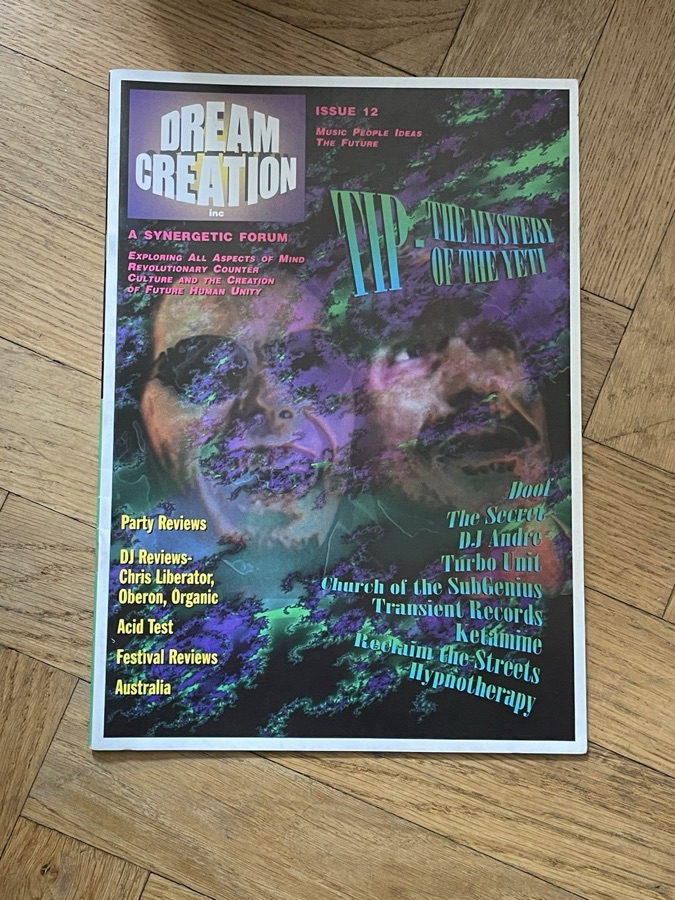 DREAM
CREATION
inc
ISSUE 12
MUSIC PEOPLE IDEAS
THE FUTURE
A SYNERGETIC FORUM
EXPLORING ALL ASPECTS OF MIND
REVOLUTIONARY COUNTER
CULTURE AND THE CREATION
OF FUTURE HUMAN UNITY
TIP: THE MYSTERY
OF THE YETI
Doof
The Secret
DJ Andre
Turbo Unit
Church of the SubGenius
Transient Records
Ketamine
Reclaim the Streets
Hypnotherapy
Party Reviews
DJ Reviews-
Chris Liberator,
Oberon, Organic
Acid Test
Festival Reviews
Australia